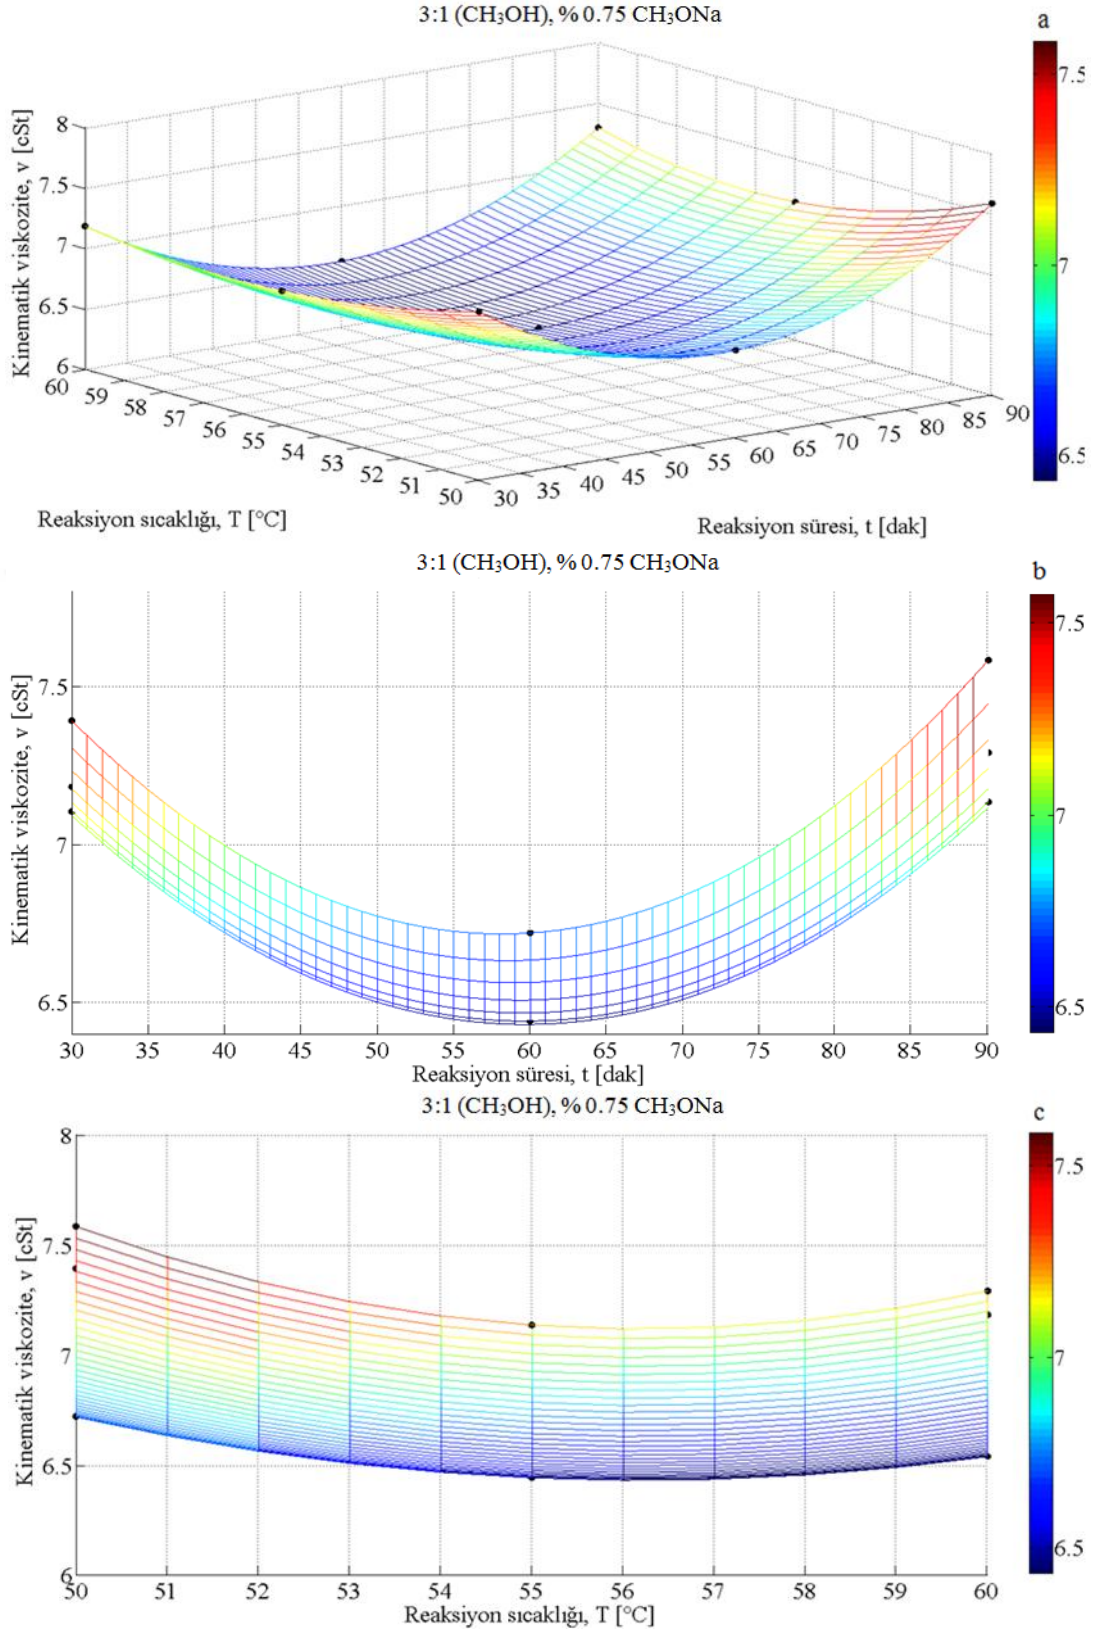 3:1 (CH₃OH), % 0.75 CH₃ONa
a
Kinematik viskozite, v [cSt]
8
7.5
7
6.5
6
60 59 58 57 56 55 54 53 52 51 50
30 35 40 45 50 55 60 65 70 75 80 85 90
Reaksiyon sıcaklığı, T [°C]
Reaksiyon süresi, t [dak]
7.5
7
6.5
3:1 (CH₃OH), % 0.75 CH₃ONa
b
Kinematik viskozite, v [cSt]
7.5
7
6.5
30 35 40 45 50 55 60 65 70 75 80 85 90
Reaksiyon süresi, t [dak]
7.5
7
6.5
3:1 (CH₃OH), % 0.75 CH₃ONa
c
Kinematik viskozite, v [cSt]
8
7.5
7
6.5
6
50 51 52 53 54 55 56 57 58 59 60
Reaksiyon sıcaklığı, T [°C]
7.5
7
6.5